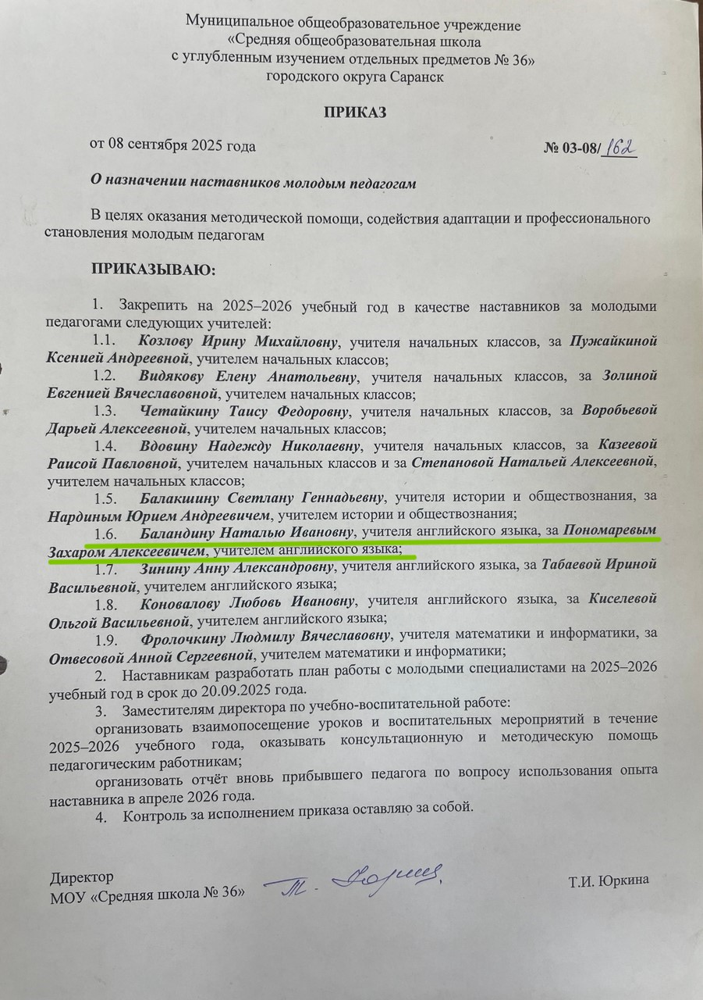 Муниципальное общеобразовательное учреждение
«Средняя общеобразовательная школа
с углубленным изучением отдельных предметов № 36»
городского округа Саранск
ПРИКАЗ
от 08 сентября 2025 года № 03-08/162
О назначении наставников молодым педагогам
В целях оказания методической помощи, содействия адаптации и профессионального
становления молодым педагогам
ПРИКАЗЫВАЮ:
1. Закрепить на 2025–2026 учебный год в качестве наставников за молодыми
педагогами следующих учителей:
1.1. Козлову Ирину Михайловну, учителя начальных классов, за Пужайкиной
Ксенией Андреевной, учителем начальных классов;
1.2. Видякову Елену Анатольевну, учителя начальных классов, за Золиной
Евгенией Вячеславовной, учителем начальных классов;
1.3. Четайкину Таису Федоровну, учителя начальных классов, за Воробьевой
Дарьей Алексеевной, учителем начальных классов;
1.4. Вдовину Надежду Николаевну, учителя начальных классов, за Казеевой
Раисой Павловной, учителем начальных классов и за Степановой Натальей Алексеевной,
учителем начальных классов;
1.5. Балакшину Светлану Геннадьевну, учителя истории и обществознания, за
Нардиным Юрием Андреевичем, учителем истории и обществознания;
1.6. Баландину Наталью Ивановну, учителя английского языка, за Пономаревым
Захаром Алексеевичем, учителем английского языка;
1.7. Зинину Анну Александровну, учителя английского языка, за Табаевой Ириной
Васильевной, учителем английского языка;
1.8. Коновалову Любовь Ивановну, учителя английского языка, за Киселевой
Ольгой Васильевной, учителем английского языка;
1.9. Фролочкину Людмилу Вячеславовну, учителя математики и информатики, за
Отвесовой Анной Сергеевной, учителем математики и информатики;
2. Наставникам разработать план работы с молодыми специалистами на 2025–2026
учебный год в срок до 20.09.2025 года.
3. Заместителям директора по учебно-воспитательной работе:
организовать взаимопосещение уроков и воспитательных мероприятий в течение
2025–2026 учебного года, оказывать консультационную и методическую помощь
педагогическим работникам;
организовать отчёт вновь прибывшего педагога по вопросу использования опыта
наставника в апреле 2026 года.
4. Контроль за исполнением приказа оставляю за собой.
Директор
МОУ «Средняя школа № 36» Т.И. Юркина